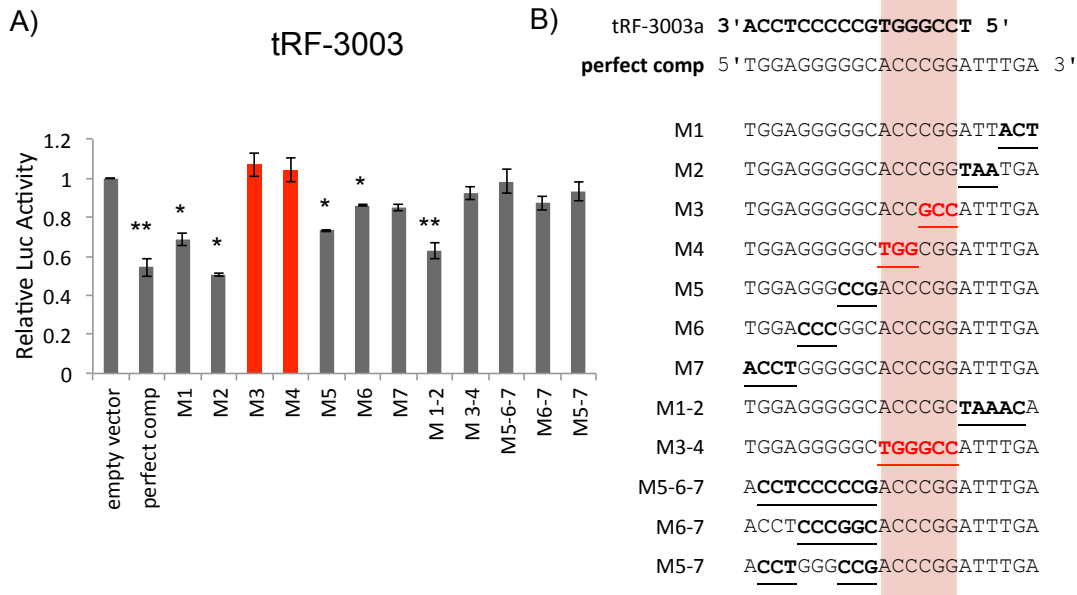 A)
tRF-3003
Relative Luc Activity
1.2
1
0.8
0.6
0.4
0.2
0
**
*
*
*
*
**
empty vector
perfect comp
M1
M2
M3
M4
M5
M6
M7
M 1-2
M 3-4
M5-6-7
M6-7
M5-7
B)
tRF-3003a 3'ACCTCCCCCGTGGGCCT 5'
perfect comp 5'TGGAGGGGGCACCCGGATTTGA 3'
M1 TGGAGGGGGCACCCGGATTACT
M2 TGGAGGGGGCACCCGGTAATGA
M3 TGGAGGGGGCACCGCCATTTGA
M4 TGGAGGGGGCTGGCGGATTTGA
M5 TGGAGGGCCGACCCGGATTTGA
M6 TGGACCCGGCACCCGGATTTGA
M7 ACCTGGGGGCACCCGGATTTGA
M1-2 TGGAGGGGGCACCCGCTAAACA
M3-4 TGGAGGGGGCTGGGCCATTTGA
M5-6-7 ACCTCCCCCGACCCGGATTTGA
M6-7 ACCTCCCGGCACCCGGATTTGA
M5-7 ACCTGGGCCGACCCGGATTTGA